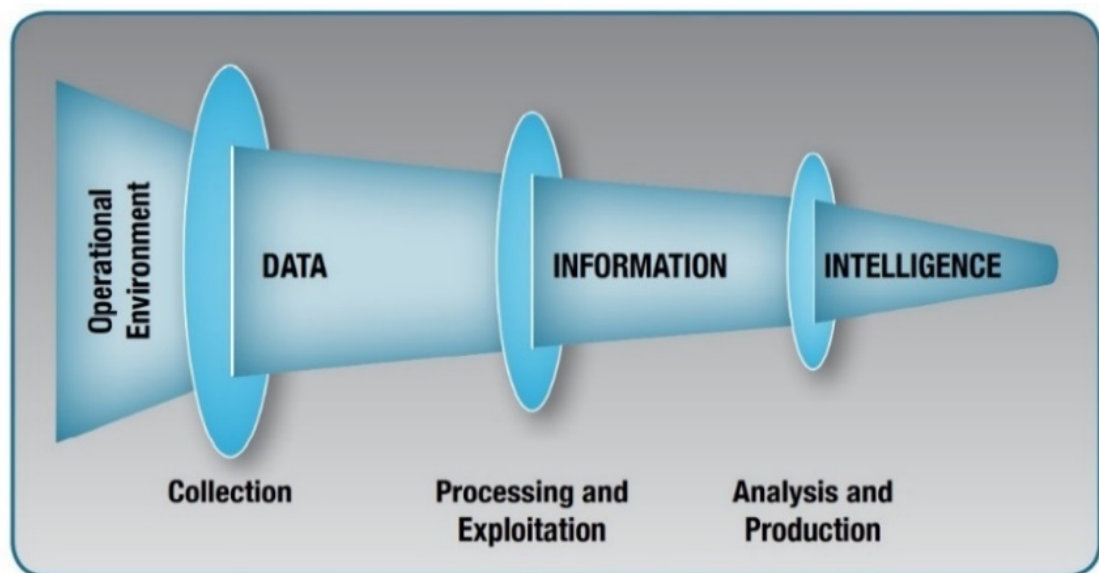 Operational
Environment
DATA
INFORMATION
INTELLIGENCE
Collection
Processing and
Exploitation
Analysis and
Production